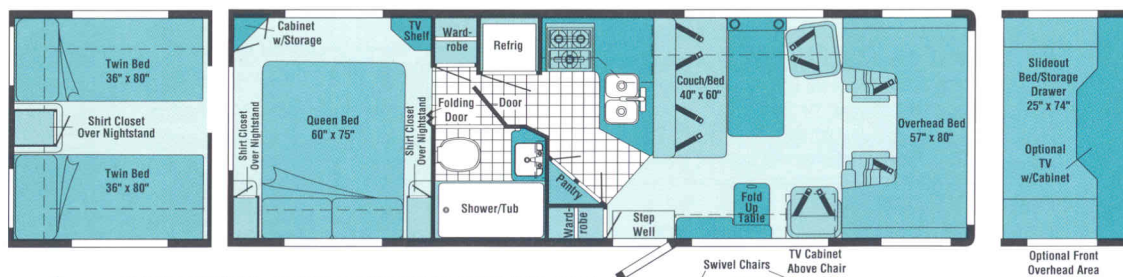 Twin Bed
36" x 80"
Shirt Closet
Over Nightstand
Twin Bed
36" x 80"
Cabinet
w/Storage
TV
Shelf
Queen Bed
60" x 75"
Shirt Closet
Over Nightstand
Shirt Closet
Over Nightstand
Ward-
robe
Refrig
Folding
Door
Door
Shower/Tub
Pantry
Ward-
robe
Step
Well
Couch/Bed
40" x 60"
Fold
Up
Table
Swivel Chairs
TV Cabinet
Above Chair
Overhead Bed
57" x 80"
Slideout
Bed/Storage
Drawer
25" x 74"
Optional
TV
w/Cabinet
Optional Front
Overhead Area